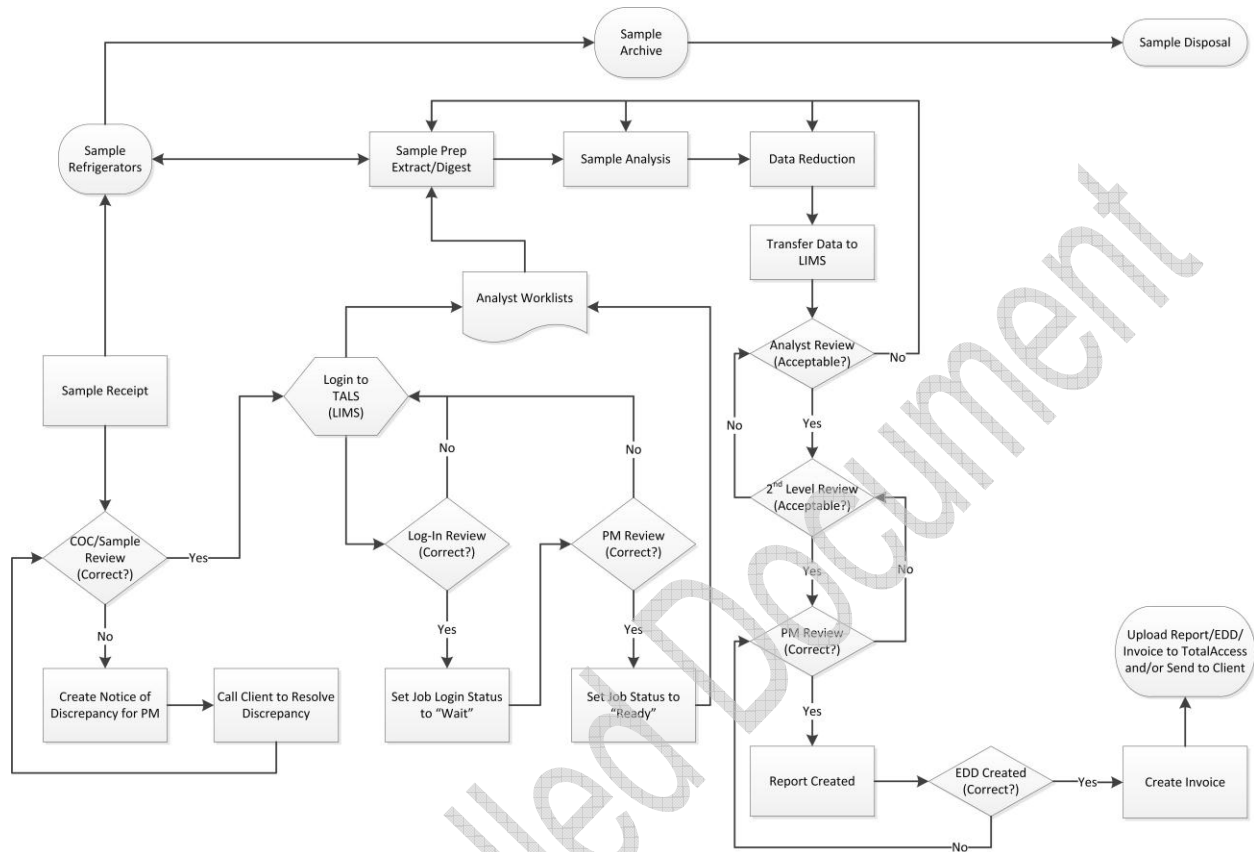 Sample
Archive
Sample Disposal
Sample
Refrigerators
Sample Prep
Extract/Digest
Sample Analysis
Data Reduction
Transfer Data to
LIMS
Analyst Worklists
Analyst Review
(Acceptable?)
No
Sample Receipt
Login to
TALS
(LIMS)
Yes
No
No
No
2nd Level Review
(Acceptable?)
COC/Sample
Review
(Correct?)
Yes
Log-In Review
(Correct?)
PM Review
(Correct?)
Yes
No
No
Yes
Yes
PM Review
(Correct?)
Upload Report/EDD/
Invoice to TotalAccess
and/or Send to Client
Create Notice of
Discrepancy for PM
Call Client to Resolve
Discrepancy
Set Job Login Status
to “Wait”
Set Job Status to
“Ready”
Yes
Report Created
EDD Created
(Correct?)
Yes
Create Invoice
No
lled Document